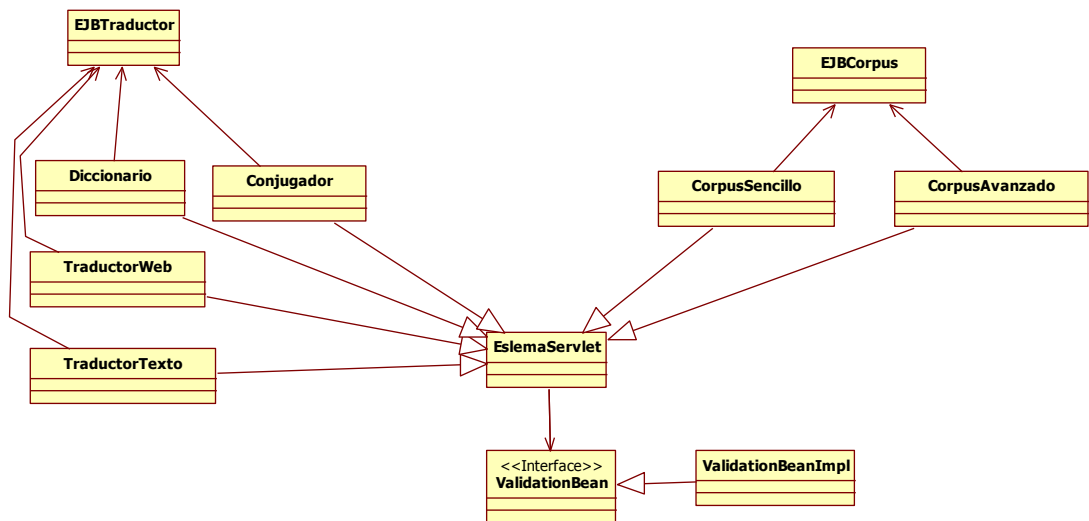 EJBTraductor
EJBCorpus
Diccionario
Conjugador
CorpusSencillo
CorpusAvanzado
TraductorWeb
EslemaServlet
TraductorTexto
<<Interface>>
ValidationBean
ValidationBeanImpl